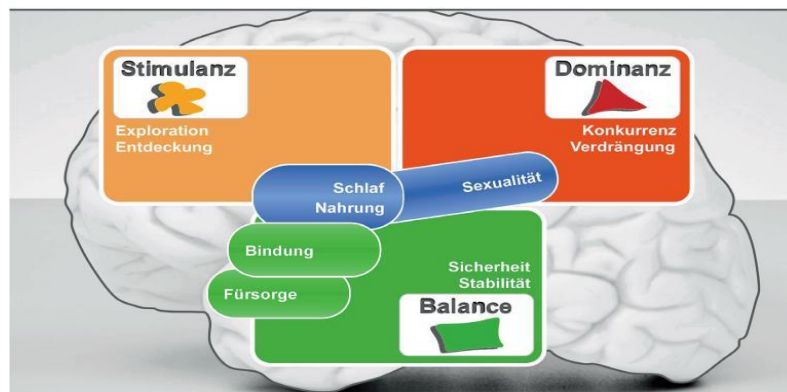 Stimulanz
Exploration
Entdeckung
Dominanz
Konkurrenz
Verdrängung
Schlaf
Nahrung
Sexualität
Bindung
Fürsorge
Sicherheit
Stabilität
Balance